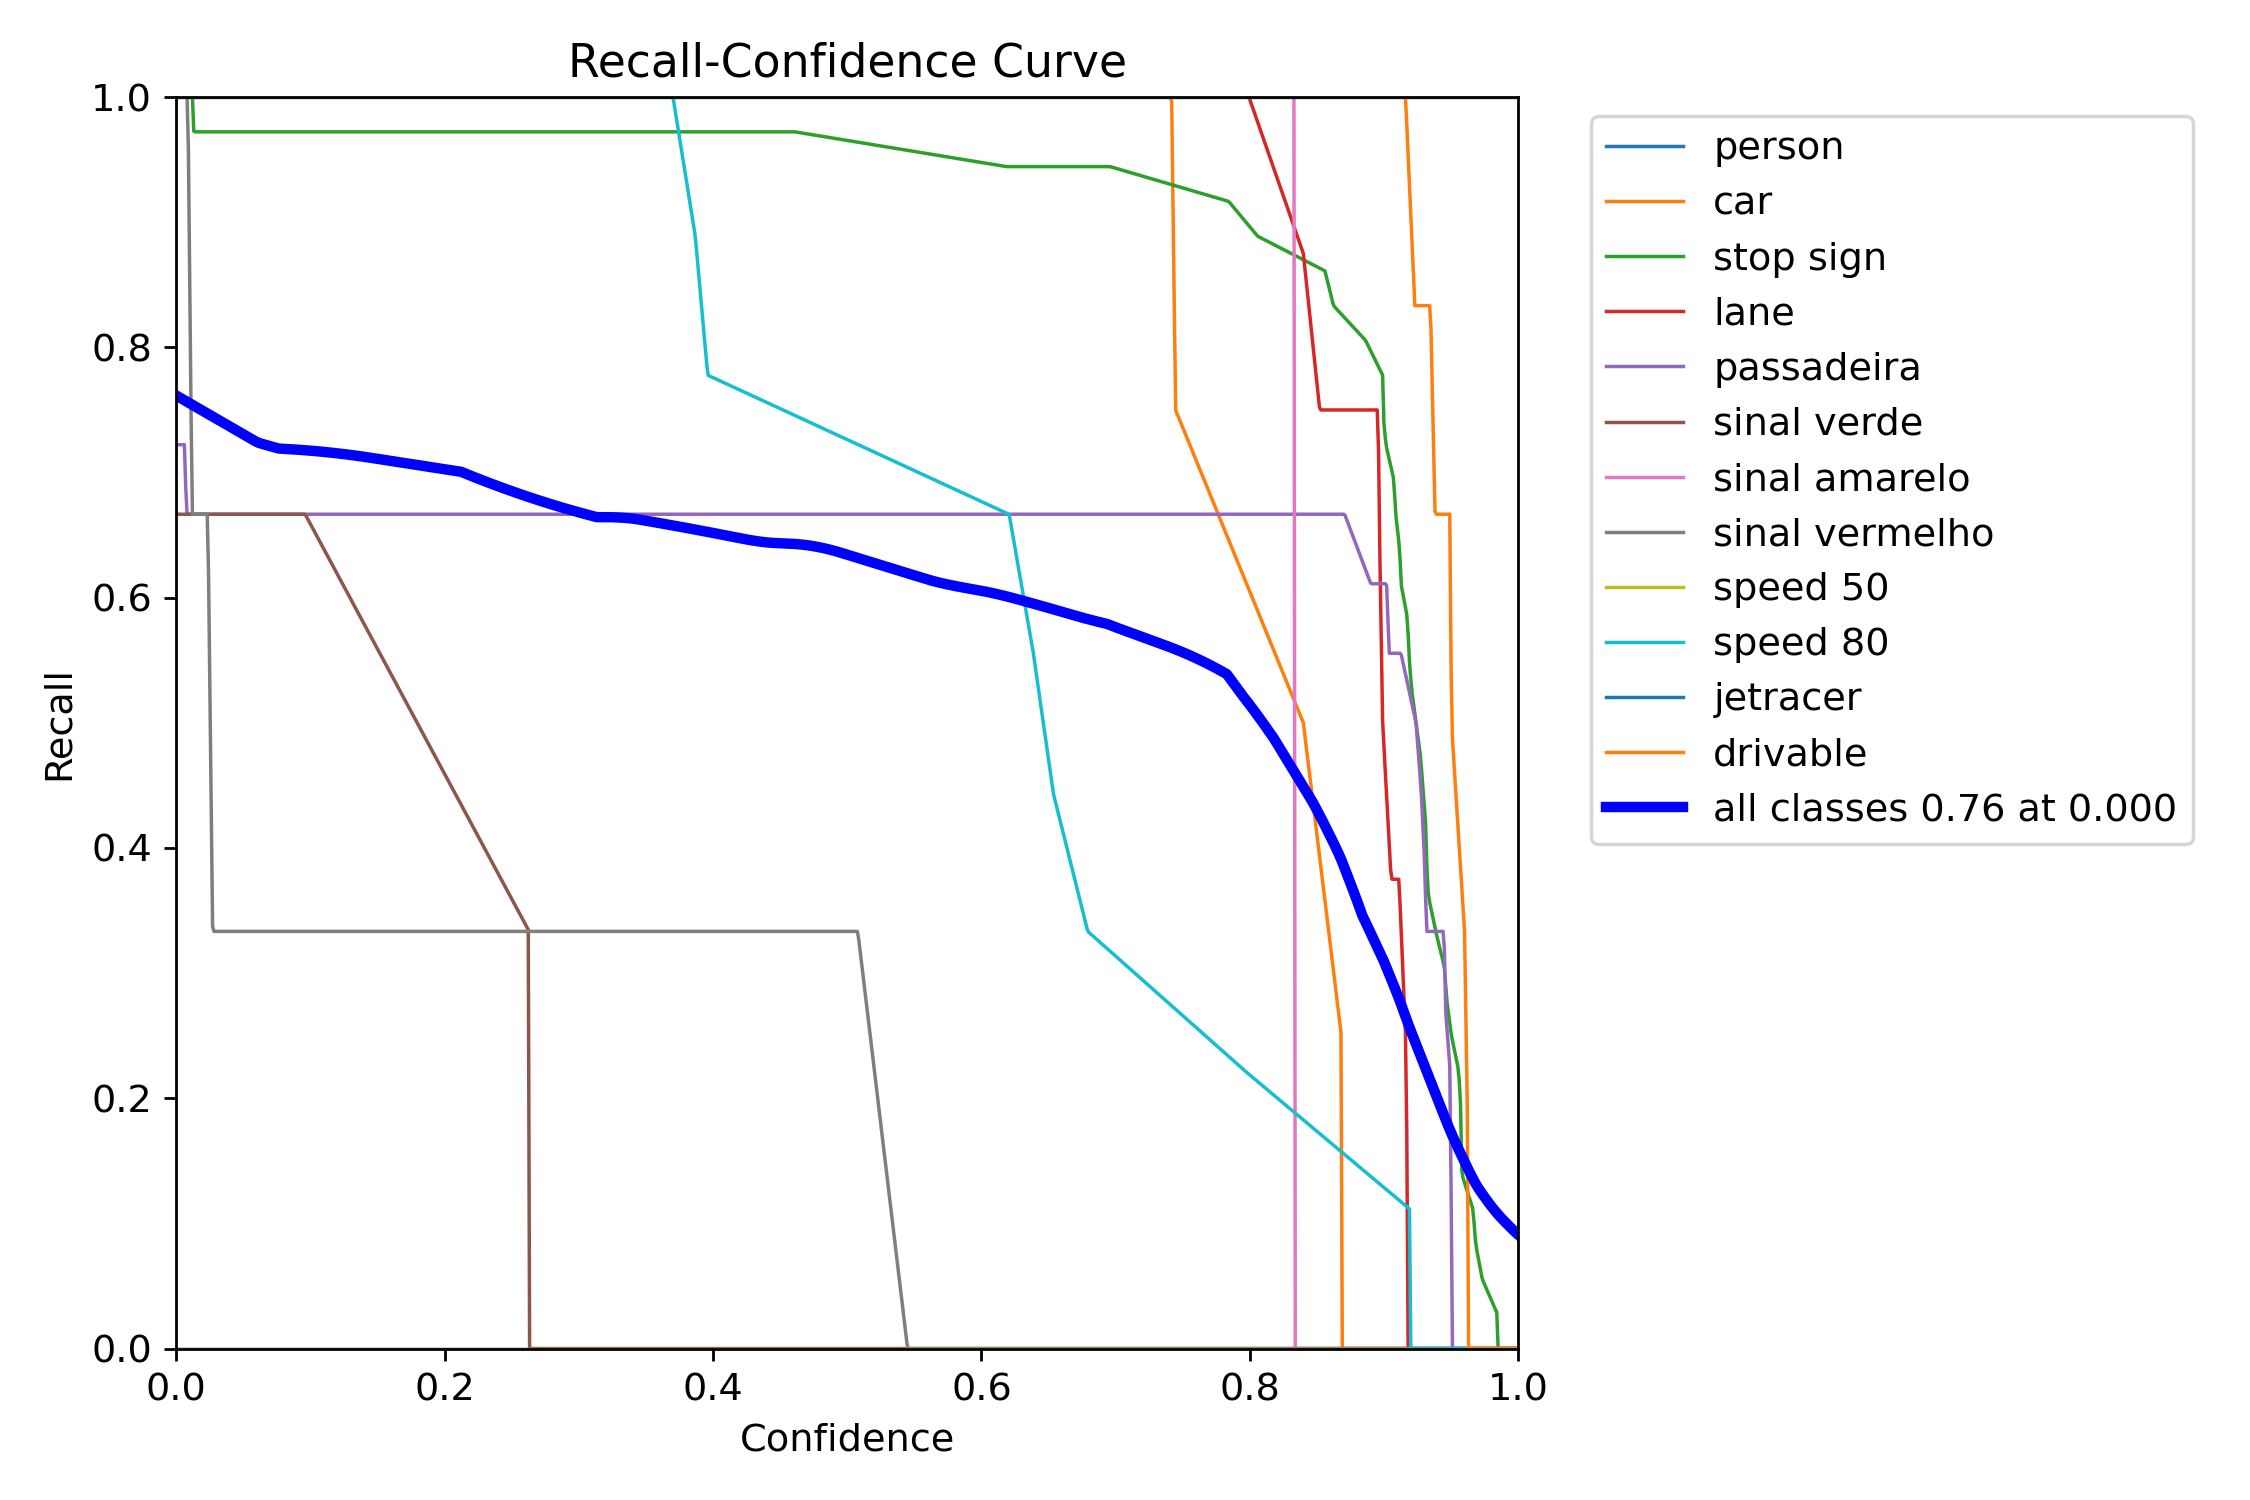 Recall-Confidence Curve
1.0
0.8
0.6
0.4
0.2
0.0
Recall
0.0 0.2 0.4 0.6 0.8 1.0
Confidence
person
car
stop sign
lane
passadeira
sinal verde
sinal amarelo
sinal vermelho
speed 50
speed 80
jetracer
drivable
all classes 0.76 at 0.000